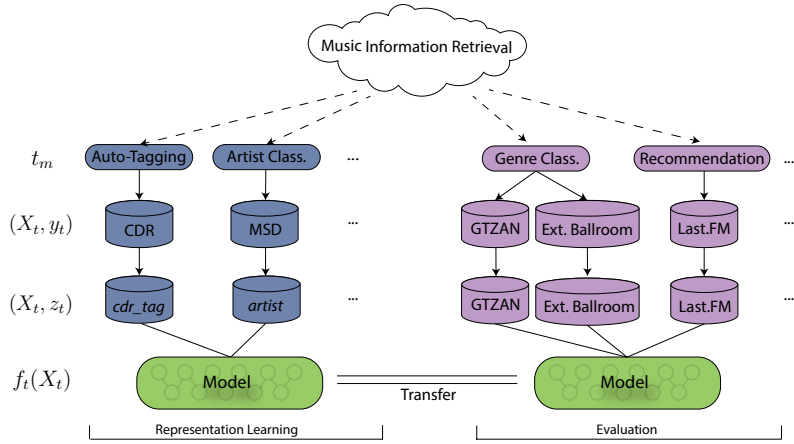 Music Information Retrieval
t_m Auto-Tagging Artist Class. ... Genre Class. Recommendation ...
(X_t, y_t) CDR MSD ... GTZAN Ext. Ballroom Last.FM ...
(X_t, z_t) cdr_tag artist ... GTZAN Ext. Ballroom Last.FM ...
f_t(X_t) Model Transfer Model
Representation Learning Evaluation